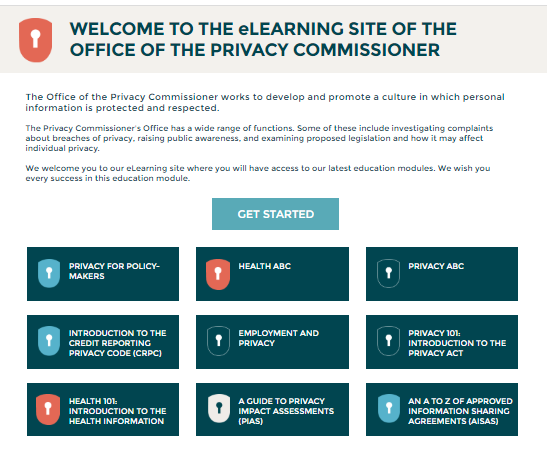 WELCOME TO THE eLEARNING SITE OF THE
OFFICE OF THE PRIVACY COMMISSIONER
The Office of the Privacy Commissioner works to develop and promote a culture in which personal
information is protected and respected.
The Privacy Commissioner's Office has a wide range of functions. Some of these include investigating complaints
about breaches of privacy, raising public awareness, and examining proposed legislation and how it may affect
individual privacy.
We welcome you to our eLearning site where you will have access to our latest education modules. We wish you
every success in this education module.
GET STARTED
PRIVACY FOR POLICY-
MAKERS
HEALTH ABC
PRIVACY ABC
INTRODUCTION TO THE
CREDIT REPORTING
PRIVACY CODE (CRPC)
EMPLOYMENT AND
PRIVACY
PRIVACY 101:
INTRODUCTION TO THE
PRIVACY ACT
HEALTH 101:
INTRODUCTION TO THE
HEALTH INFORMATION
A GUIDE TO PRIVACY
IMPACT ASSESSMENTS
(PIAS)
AN A TO Z OF APPROVED
INFORMATION SHARING
AGREEMENTS (AISAS)